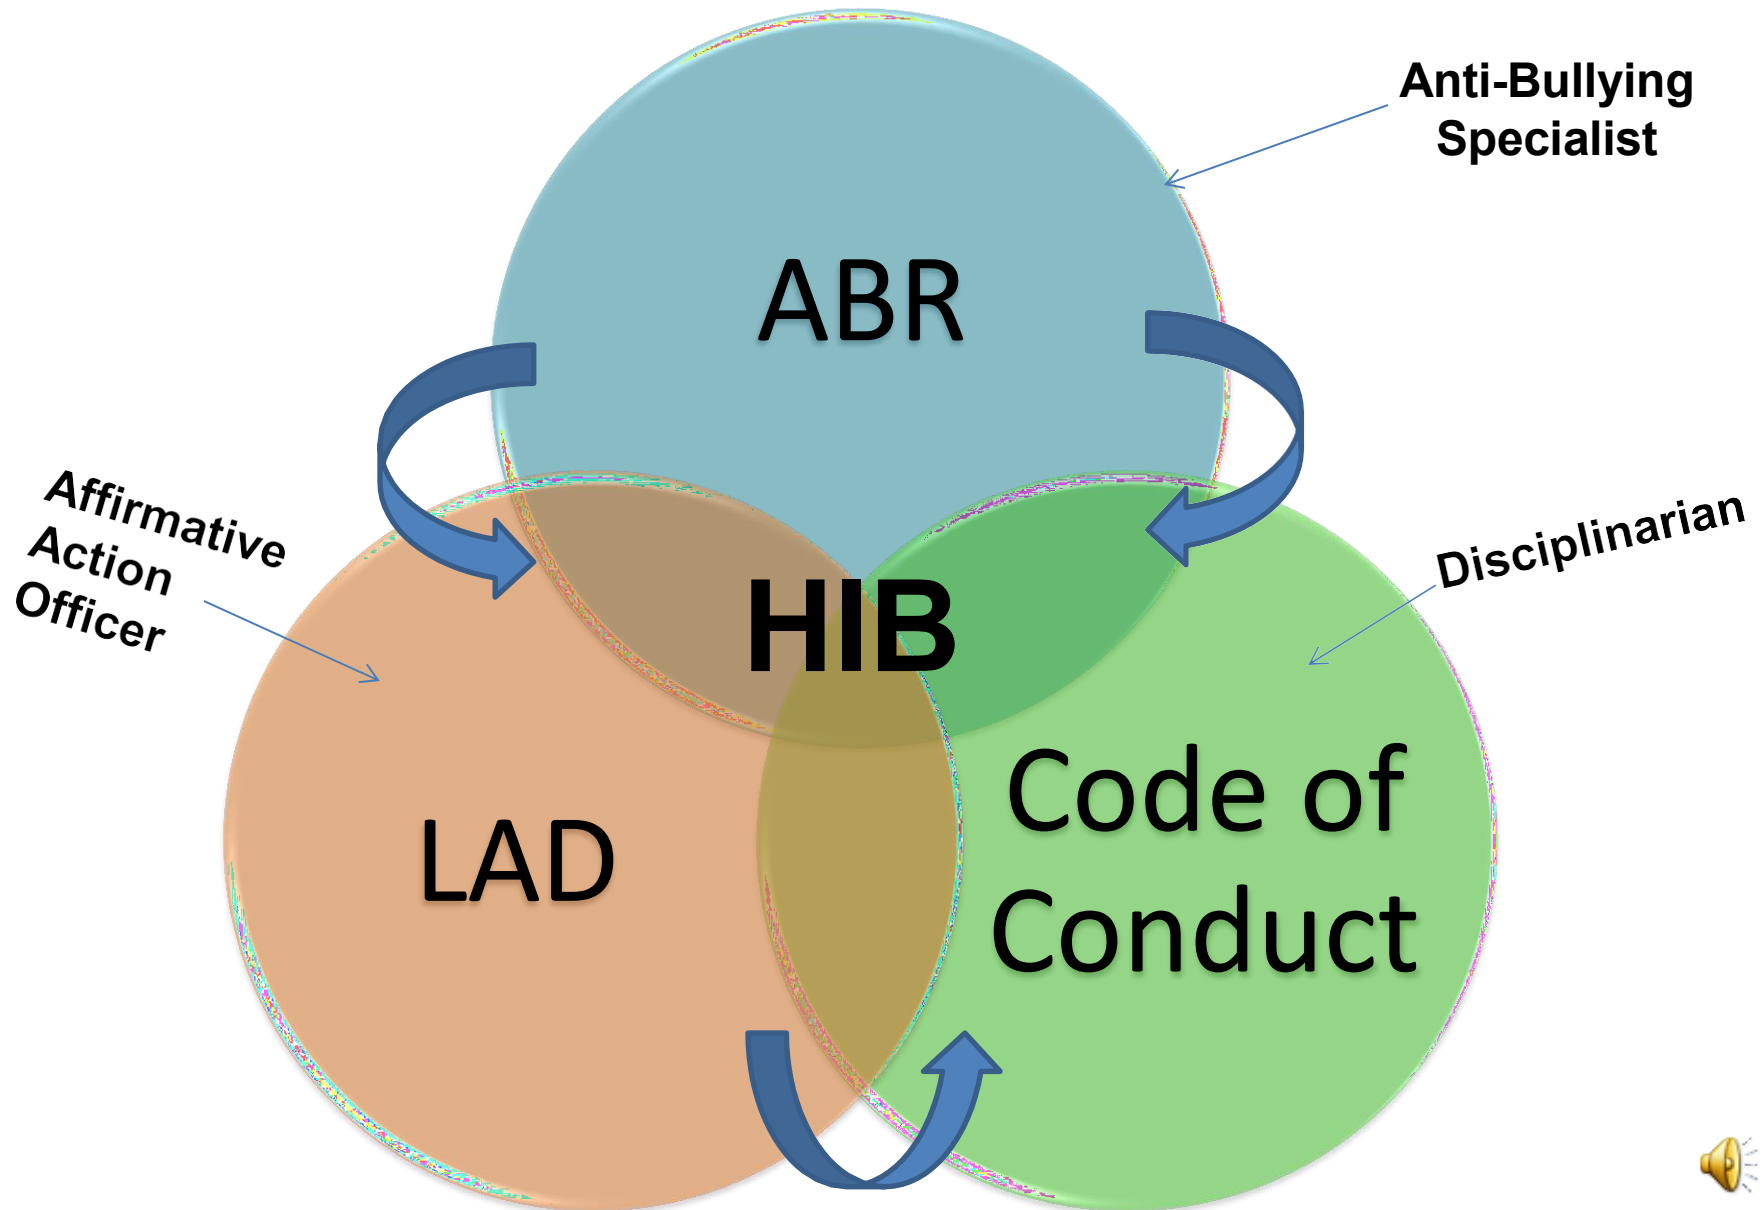 Anti-Bullying
Specialist
ABR
Affirmative
Action
Officer
Disciplinarian
HIB
LAD
Code of
Conduct